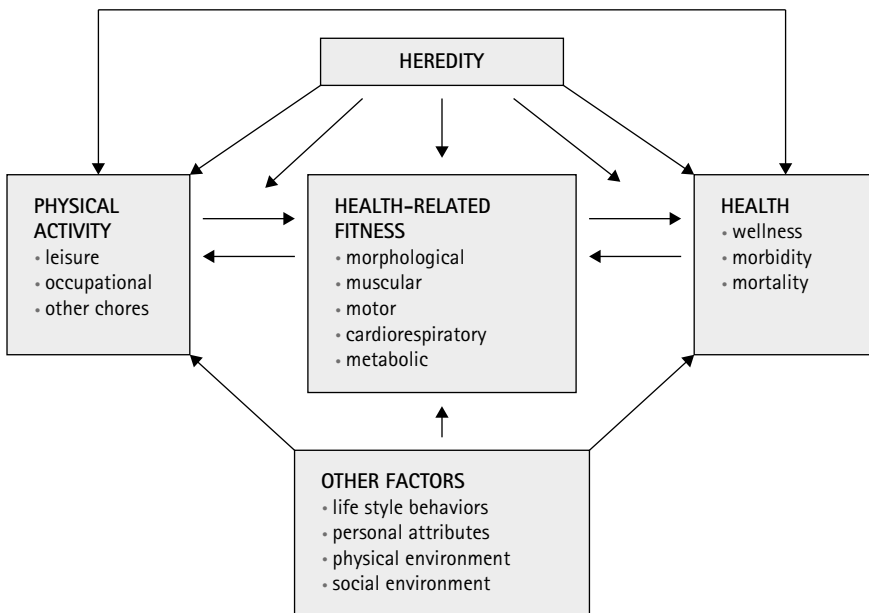 HEREDITY
PHYSICAL
ACTIVITY
• leisure
• occupational
• other chores
HEALTH-RELATED
FITNESS
• morphological
• muscular
• motor
• cardiorespiratory
• metabolic
HEALTH
• wellness
• morbidity
• mortality
OTHER FACTORS
• life style behaviors
• personal attributes
• physical environment
• social environment